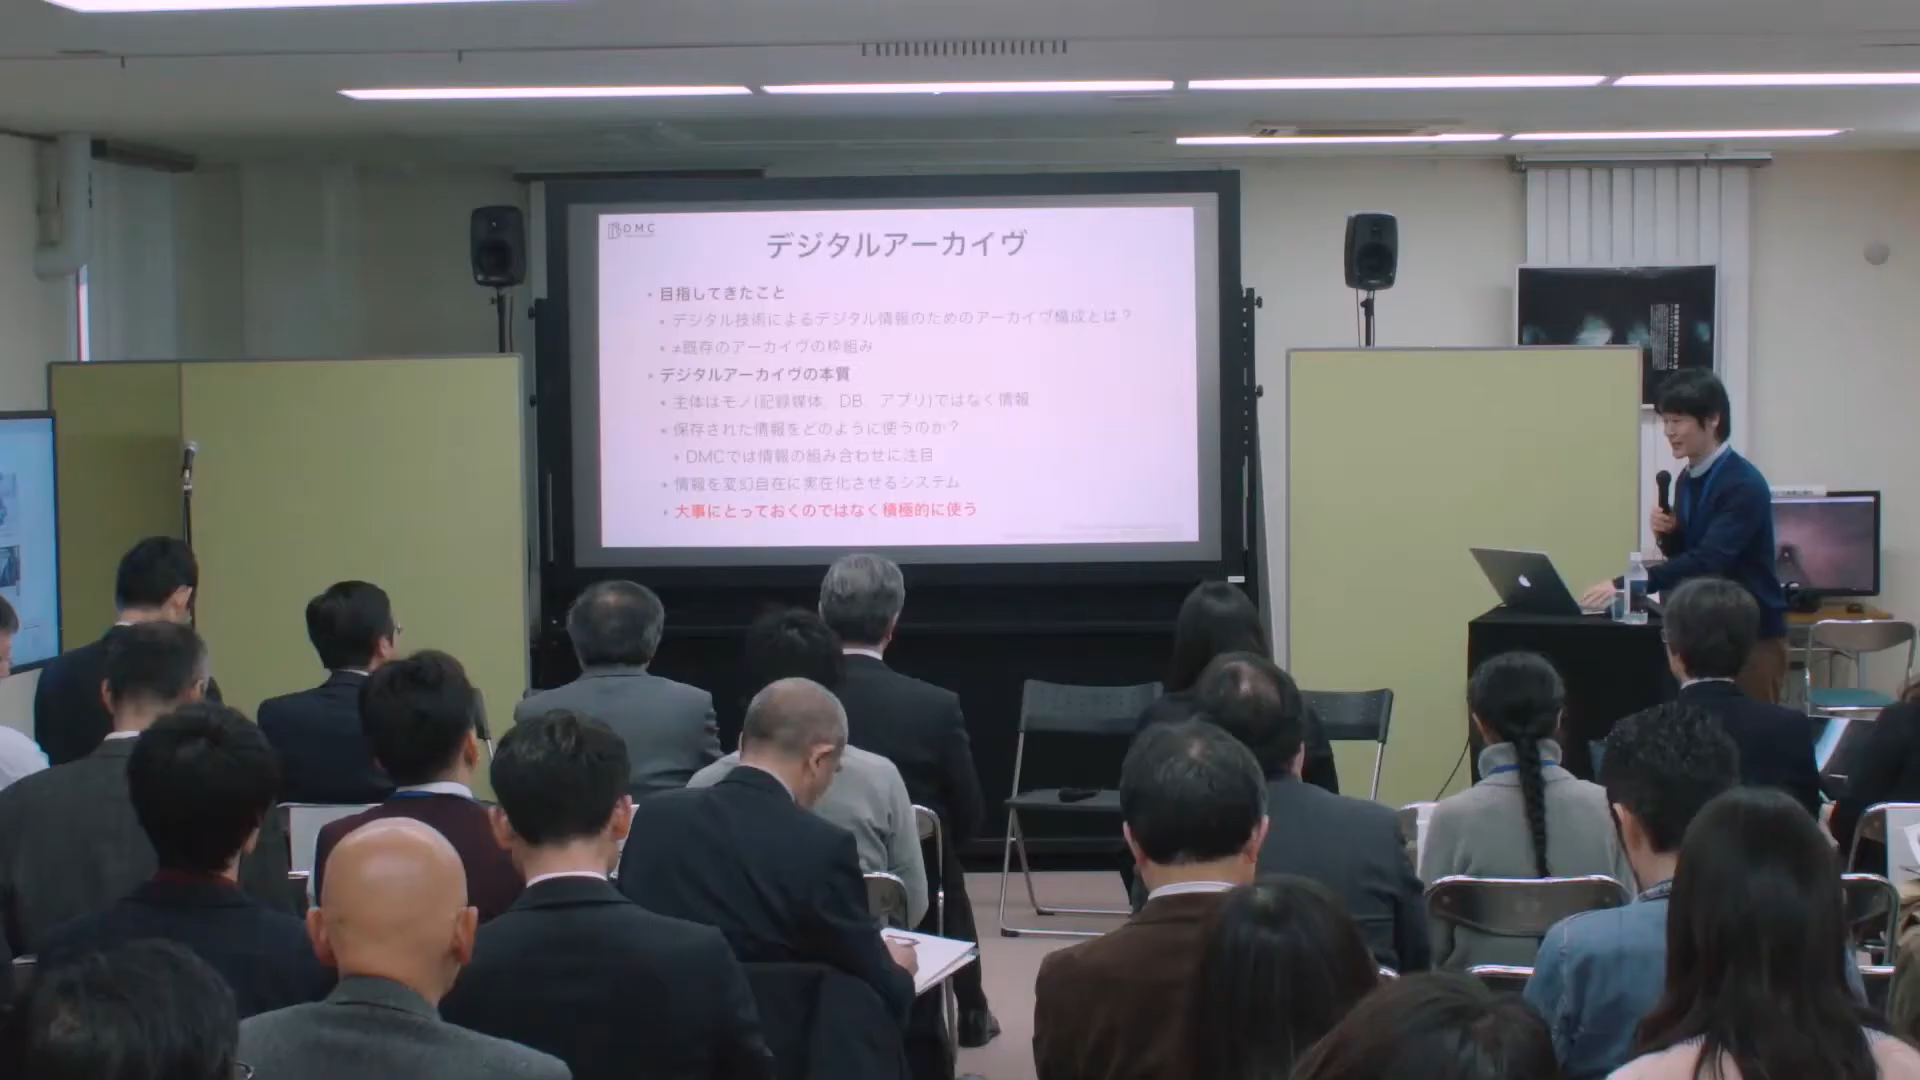 DMC
デジタルアーカイヴ
• 目指してきたこと
• デジタル技術によるデジタル情報のためのアーカイヴ構成とは？
• ≠既存のアーカイヴの枠組み
• デジタルアーカイヴの本質
• 主体はモノ(記録媒体、DB、アプリ)ではなく情報
• 保存された情報をどのように使うのか？
• DMCでは情報の組み合わせに注目
• 情報を変幻自在に実在化させるシステム
• 大事にとっておくのではなく積極的に使う